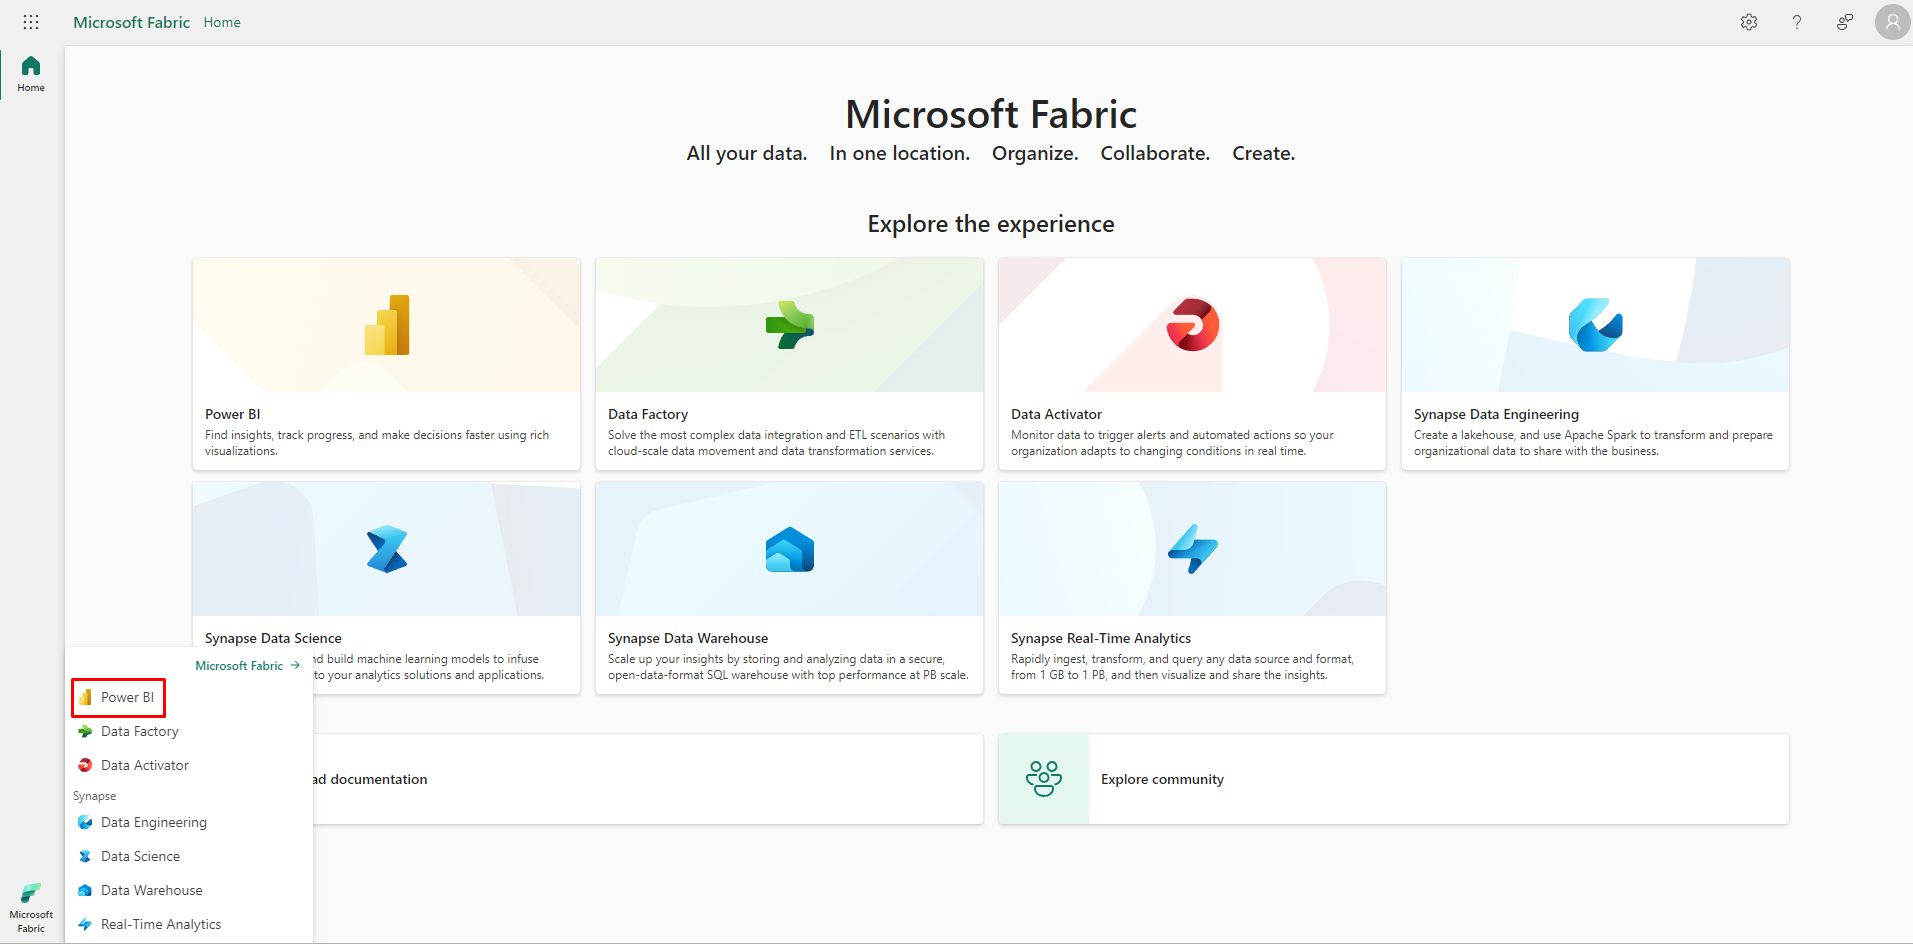 Microsoft Fabric Home
Home
Microsoft Fabric
All your data. In one location. Organize. Collaborate. Create.
Explore the experience
Power BI
Find insights, track progress, and make decisions faster using rich
visualizations.
Data Factory
Solve the most complex data integration and ETL scenarios with
cloud-scale data movement and data transformation services.
Data Activator
Monitor data to trigger alerts and automated actions so your
organization adapts to changing conditions in real time.
Synapse Data Engineering
Create a lakehouse, and use Apache Spark to transform and prepare
organizational data to share with the business.
Synapse Data Science
build machine learning models to infuse
to your analytics solutions and applications.
Synapse Data Warehouse
Scale up your insights by storing and analyzing data in a secure,
open-data-format SQL warehouse with top performance at PB scale.
Synapse Real-Time Analytics
Rapidly ingest, transform, and query any data source and format,
from 1 GB to 1 PB, and then visualize and share the insights.
documentation
Explore community
Microsoft Fabric →
Power BI
Data Factory
Data Activator
Synapse
Data Engineering
Data Science
Data Warehouse
Real-Time Analytics
Microsoft
Fabric